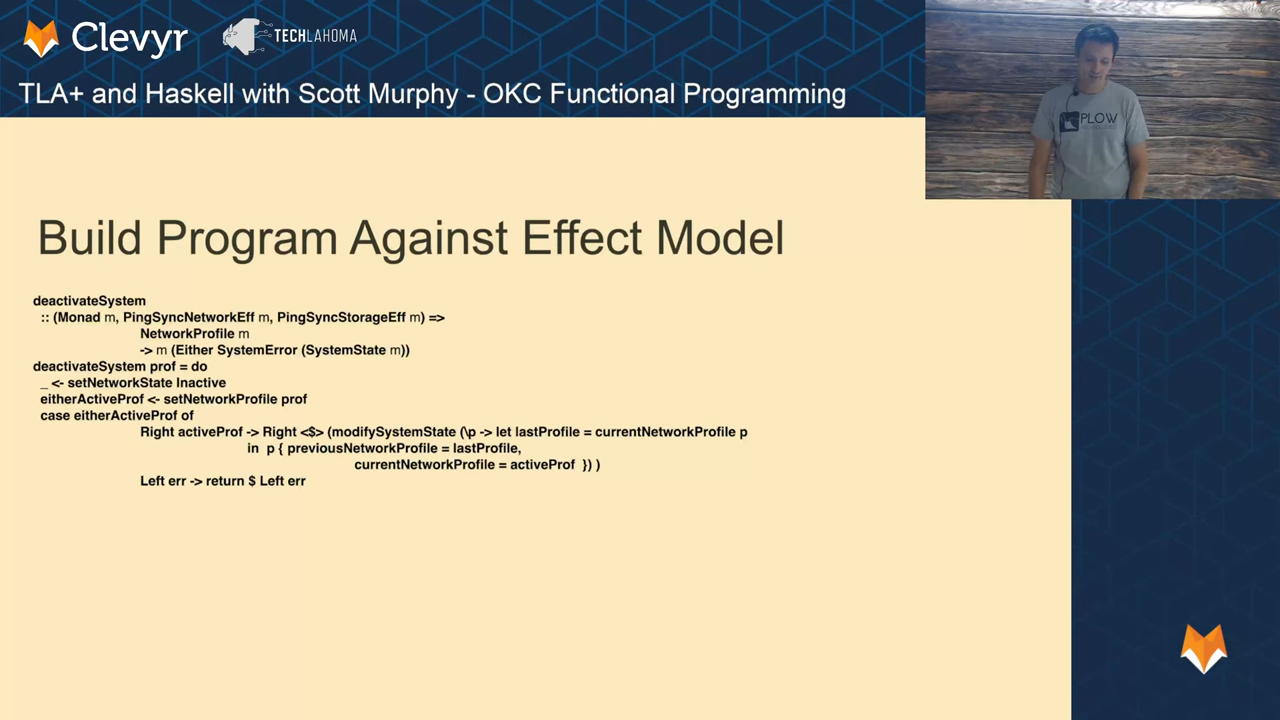 Clevyr
TECHLAHOMA
TLA+ and Haskell with Scott Murphy - OKC Functional Programming
PLOW
Build Program Against Effect Model
deactivateSystem
:: (Monad m, PingSyncNetworkEff m, PingSyncStorageEff m) =>
NetworkProfile m
-> m (Either SystemError (SystemState m))
deactivateSystem prof = do
_ <- setNetworkState Inactive
eitherActiveProf <- setNetworkProfile prof
case eitherActiveProf of
Right activeProf -> Right <$> (modifySystemState (\p -> let lastProfile = currentNetworkProfile p
in p { previousNetworkProfile = lastProfile,
currentNetworkProfile = activeProf }) )
Left err -> return $ Left err